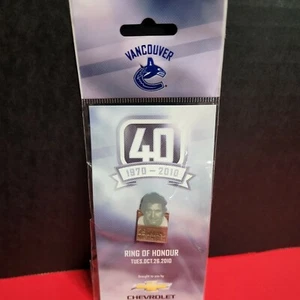 VANCOUVER
40
1970 – 2010
RING OF HONOUR
TUES.OCT 26.2010
CHEVROLET